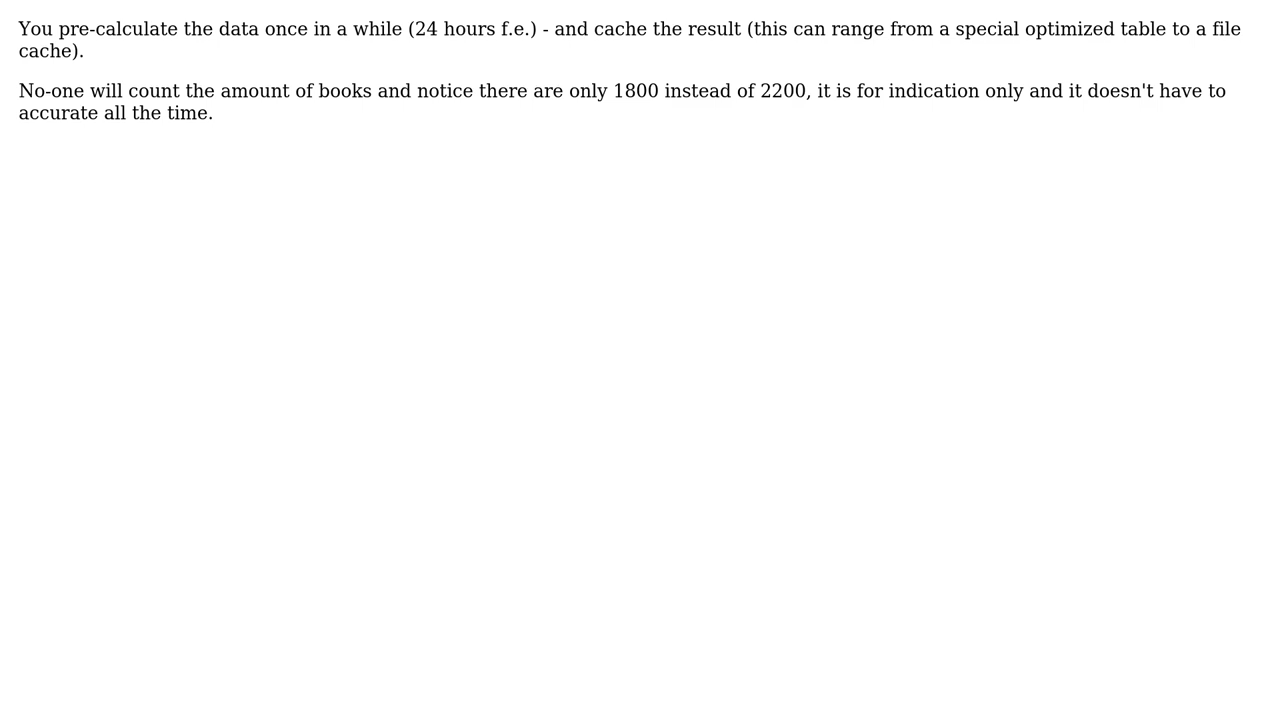 You pre-calculate the data once in a while (24 hours f.e.) - and cache the result (this can range from a special optimized table to a file
cache).
No-one will count the amount of books and notice there are only 1800 instead of 2200, it is for indication only and it doesn't have to
accurate all the time.